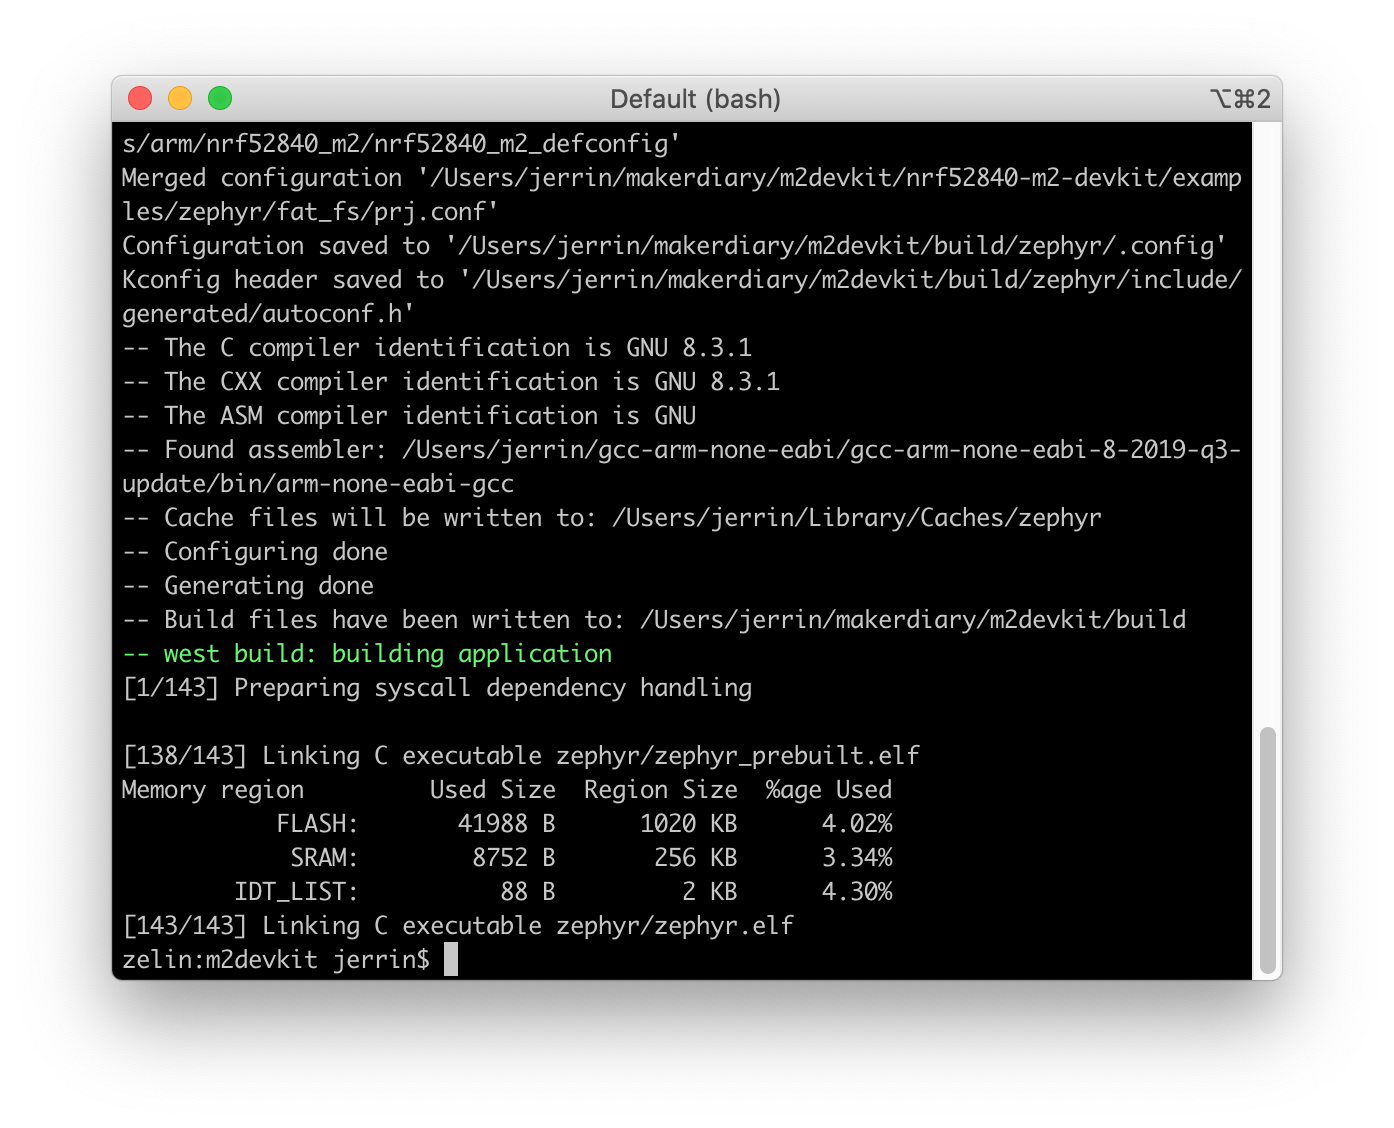 Default (bash)
⌥⌘2
s/arm/nrf52840_m2/nrf52840_m2_defconfig'
Merged configuration '/Users/jerrin/makerdiary/m2devkit/nrf52840-m2-devkit/examp
les/zephyr/fat_fs/prj.conf'
Configuration saved to '/Users/jerrin/makerdiary/m2devkit/build/zephyr/.config'
Kconfig header saved to '/Users/jerrin/makerdiary/m2devkit/build/zephyr/include/
generated/autoconf.h'
-- The C compiler identification is GNU 8.3.1
-- The CXX compiler identification is GNU 8.3.1
-- The ASM compiler identification is GNU
-- Found assembler: /Users/jerrin/gcc-arm-none-eabi/gcc-arm-none-eabi-8-2019-q3-
update/bin/arm-none-eabi-gcc
-- Cache files will be written to: /Users/jerrin/Library/Caches/zephyr
-- Configuring done
-- Generating done
-- Build files have been written to: /Users/jerrin/makerdiary/m2devkit/build
-- west build: building application
[1/143] Preparing syscall dependency handling
[138/143] Linking C executable zephyr/zephyr_prebuilt.elf
Memory region         Used Size  Region Size  %age Used
           FLASH:       41988 B      1020 KB      4.02%
            SRAM:        8752 B       256 KB      3.34%
        IDT_LIST:          88 B         2 KB      4.30%
[143/143] Linking C executable zephyr/zephyr.elf
zelin:m2devkit jerrin$